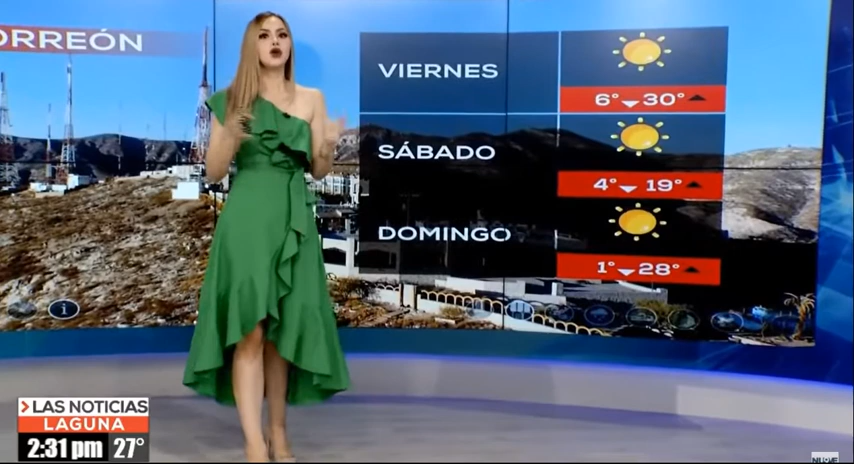 ORREÓN
VIERNES
6° 30°
SÁBADO
4° 19°
DOMINGO
1° 28°
LAS NOTICIAS
LAGUNA
2:31 pm 27°